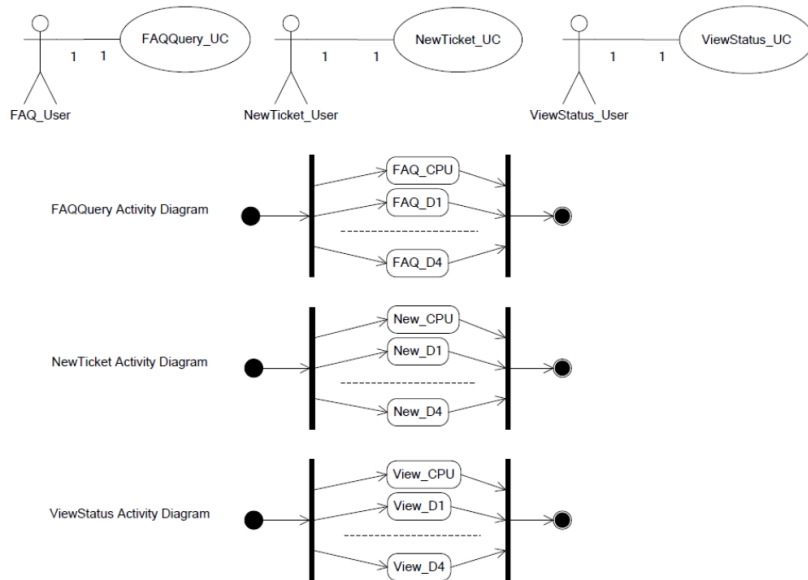 FAQQuery_UC
NewTicket_UC
ViewStatus_UC
1 1
1 1
1 1
FAQ_User
NewTicket_User
ViewStatus_User
FAQQuery Activity Diagram
FAQ_CPU
FAQ_D1
FAQ_D4
NewTicket Activity Diagram
New_CPU
New_D1
New_D4
ViewStatus Activity Diagram
View_CPU
View_D1
View_D4